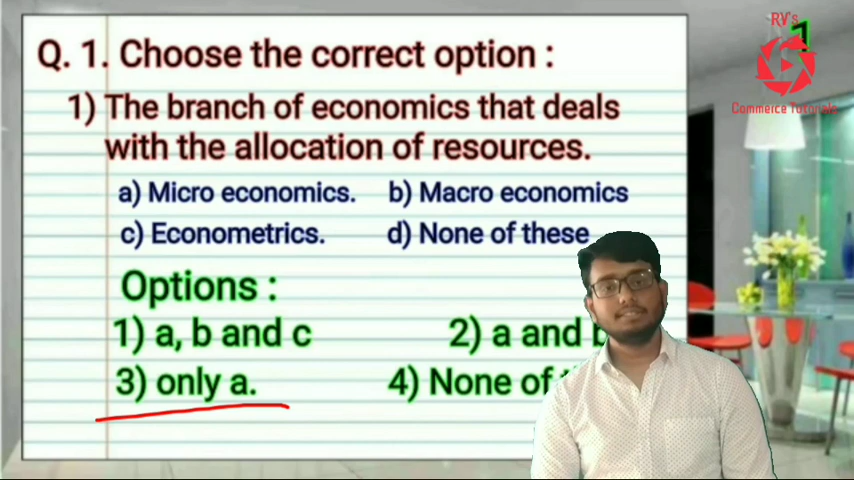 Q. 1. Choose the correct option :
1) The branch of economics that deals
with the allocation of resources.
a) Micro economics. b) Macro economics
c) Econometrics. d) None of these
Options :
1) a, b and c 2) a and b
3) only a. 4) None of
RV's
1
Commerce Tutorials